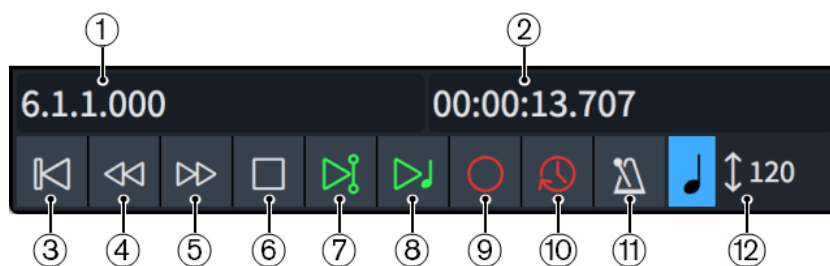 ① ②
6.1.1.000 00:00:13.707
120
③ ④ ⑤ ⑥ ⑦ ⑧ ⑨ ⑩ ⑪ ⑫